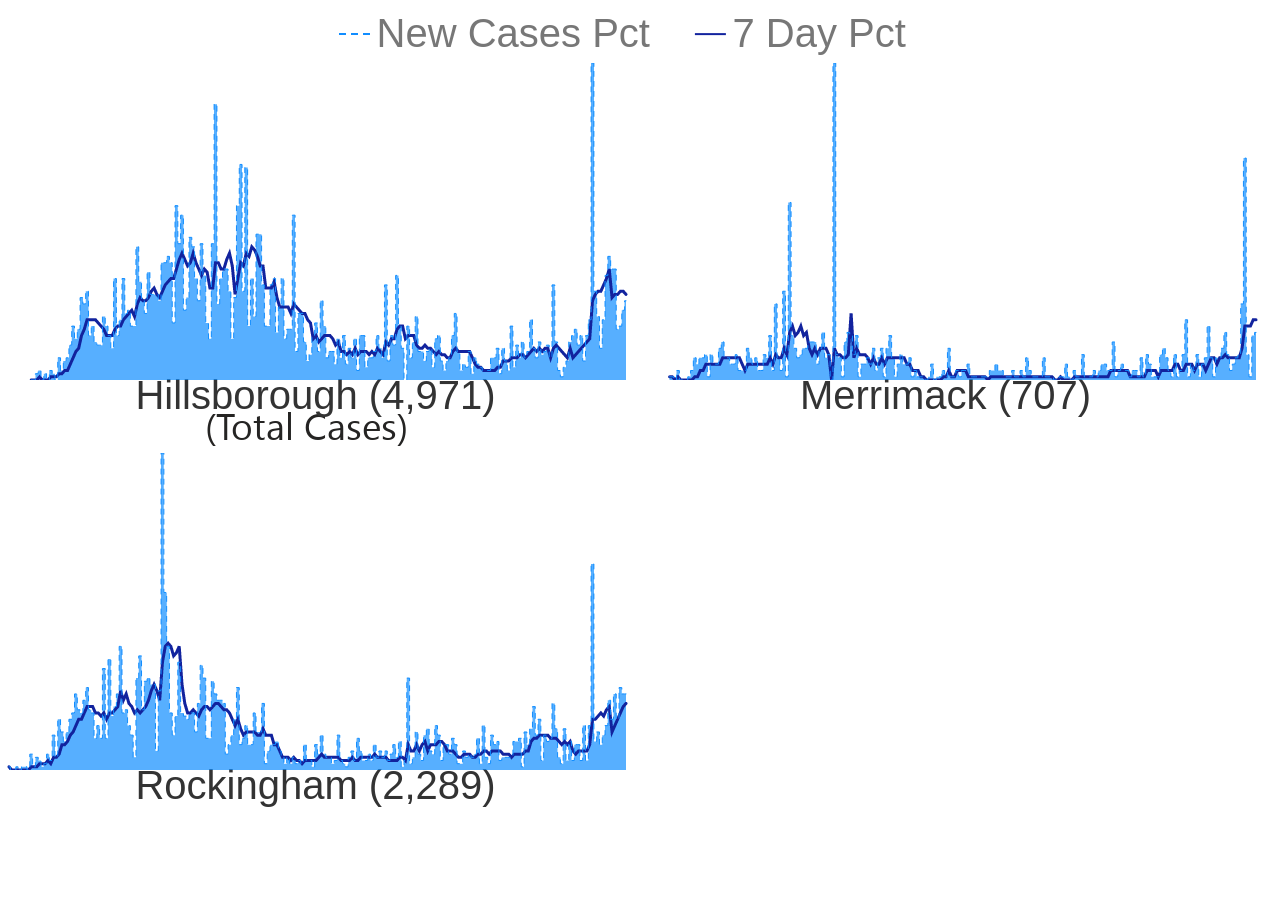 New Cases Pct 7 Day Pct
Hillsborough (4,971)
(Total Cases)
Merrimack (707)
Rockingham (2,289)